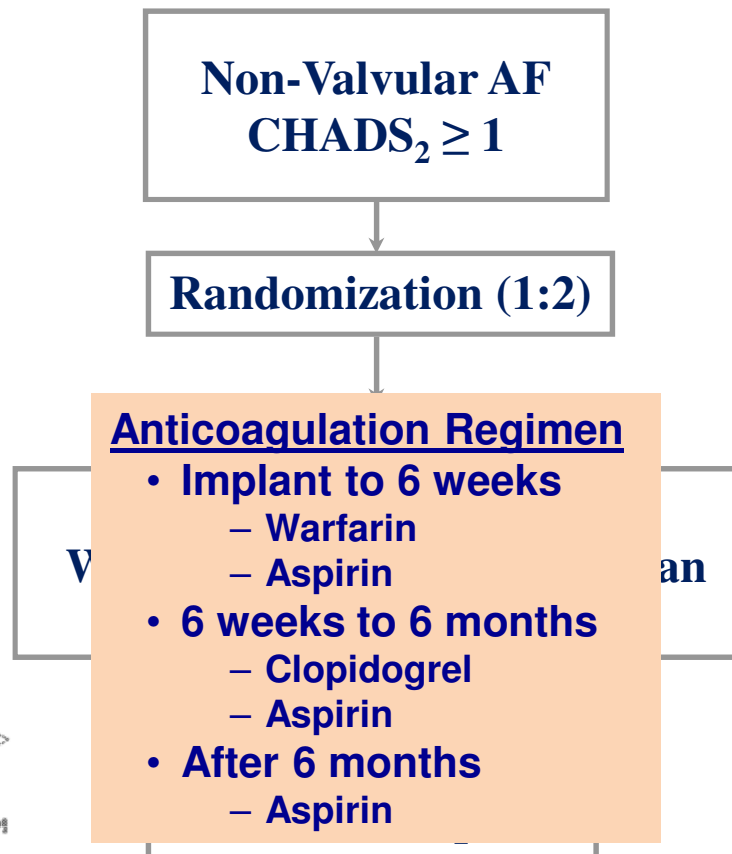 Non-Valvular AF
CHADS₂ ≥ 1
Randomization (1:2)
Anticoagulation Regimen
• Implant to 6 weeks
– Warfarin
– Aspirin
• 6 weeks to 6 months
– Clopidogrel
– Aspirin
• After 6 months
– Aspirin